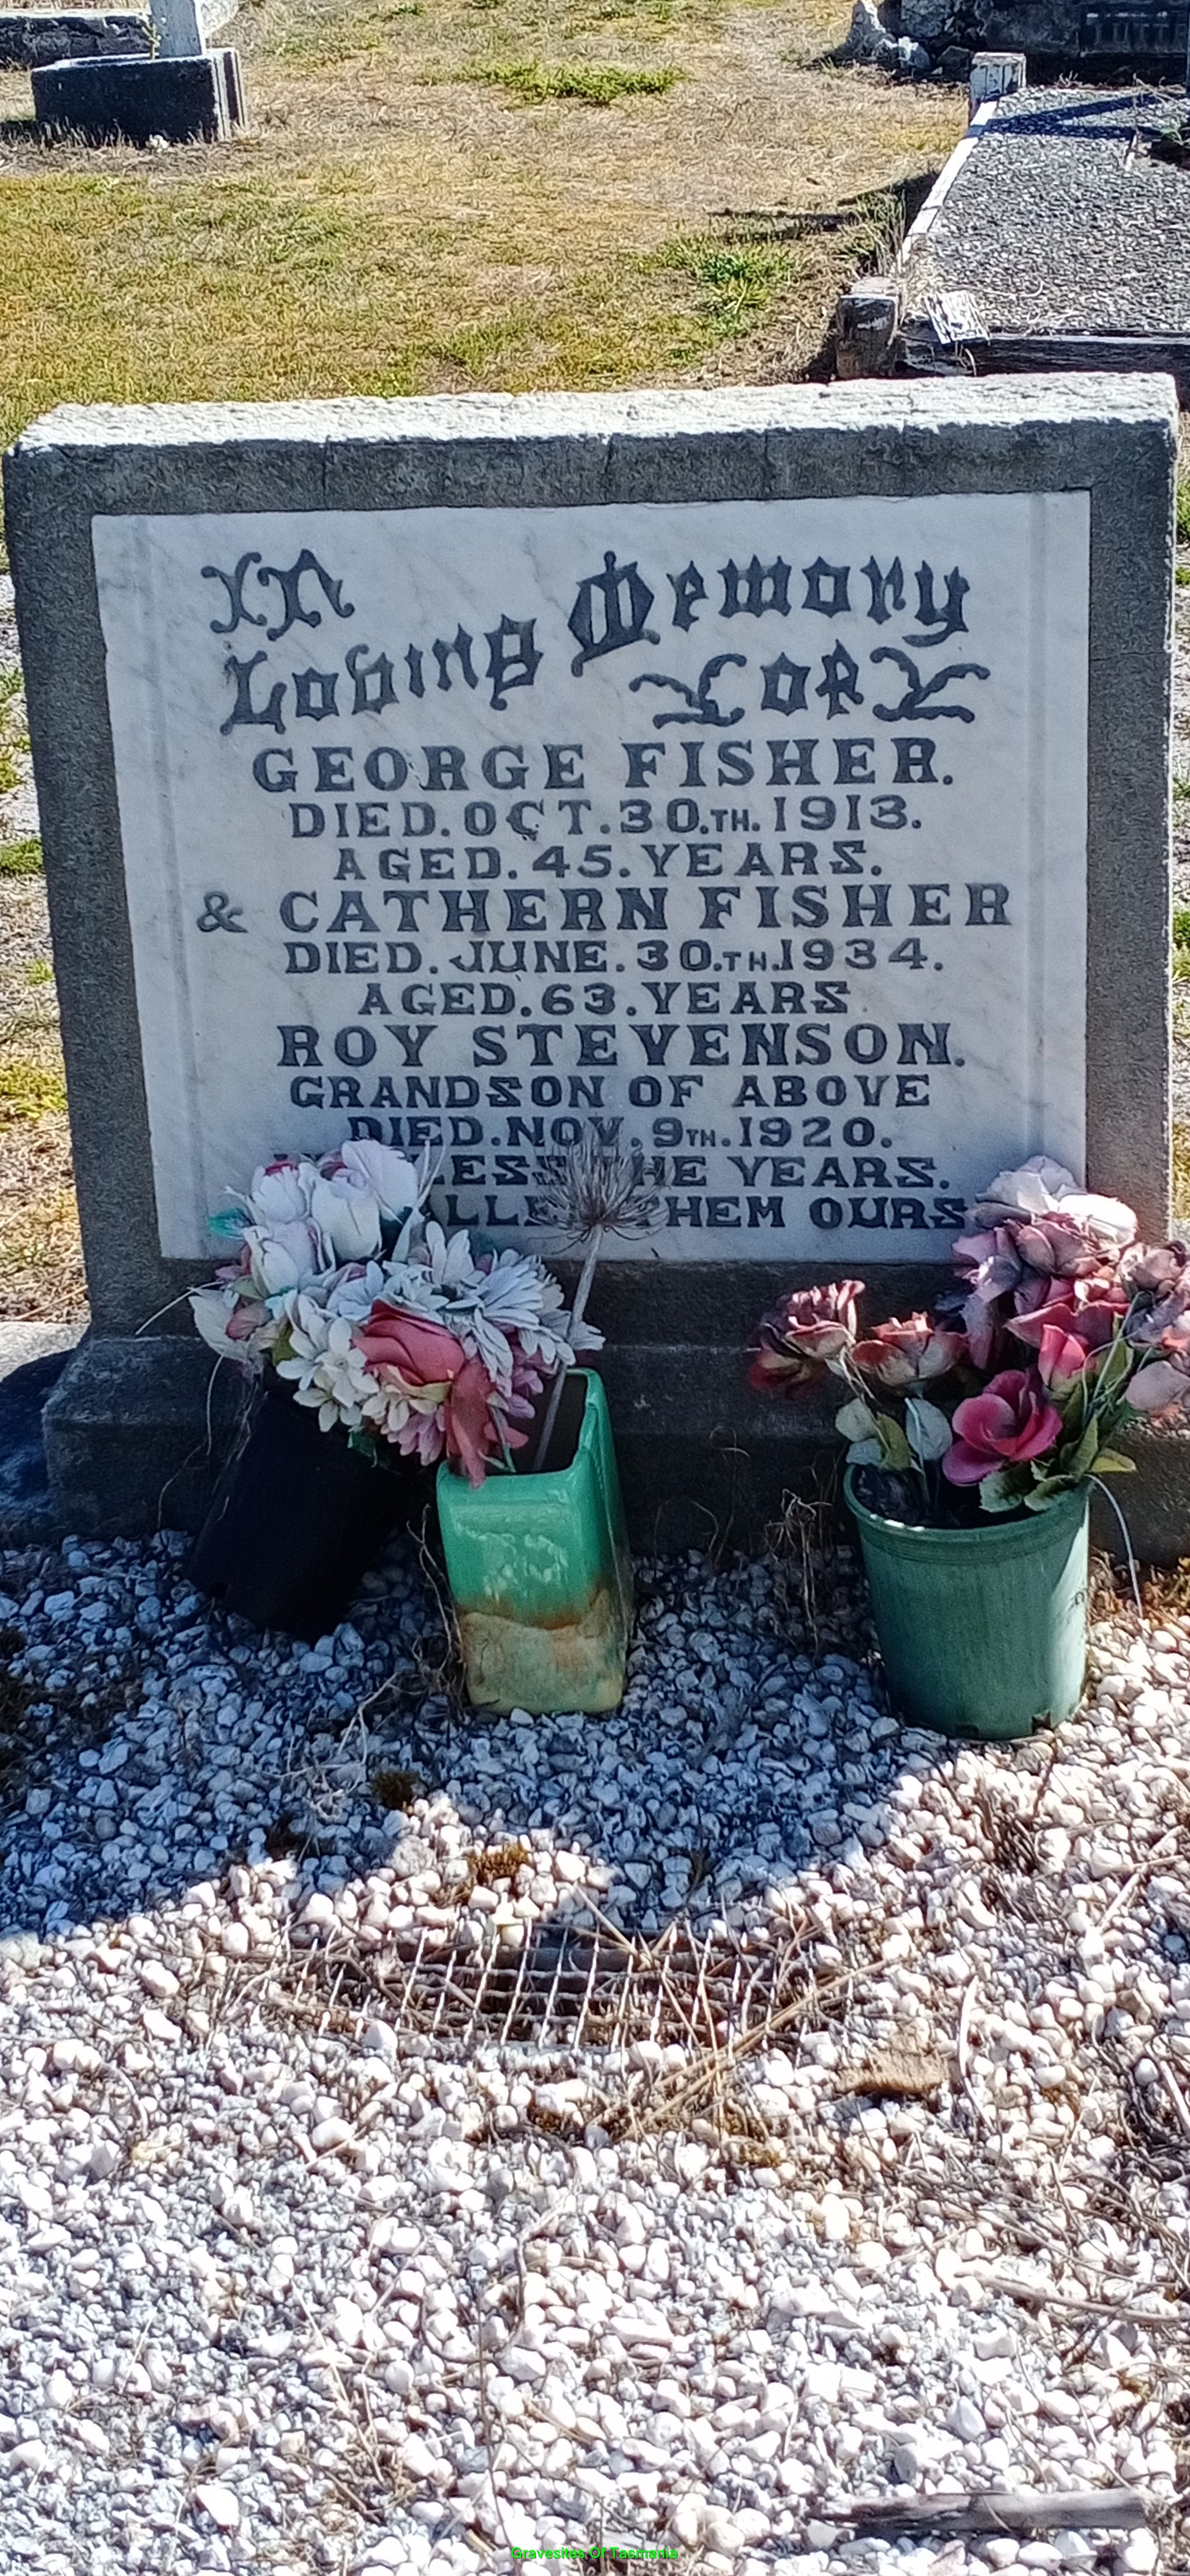 In
Loving Memory
for
GEORGE FISHER.
DIED. OCT. 30.TH. 1913.
AGED. 45. YEARS.
& CATHERN FISHER
DIED. JUNE. 30.TH. 1934.
AGED. 63. YEARS
ROY STEVENSON.
GRANDSON OF ABOVE
DIED. NOV. 9TH. 1920.
YEARS.
OURS
Gravesites Of Tasmania